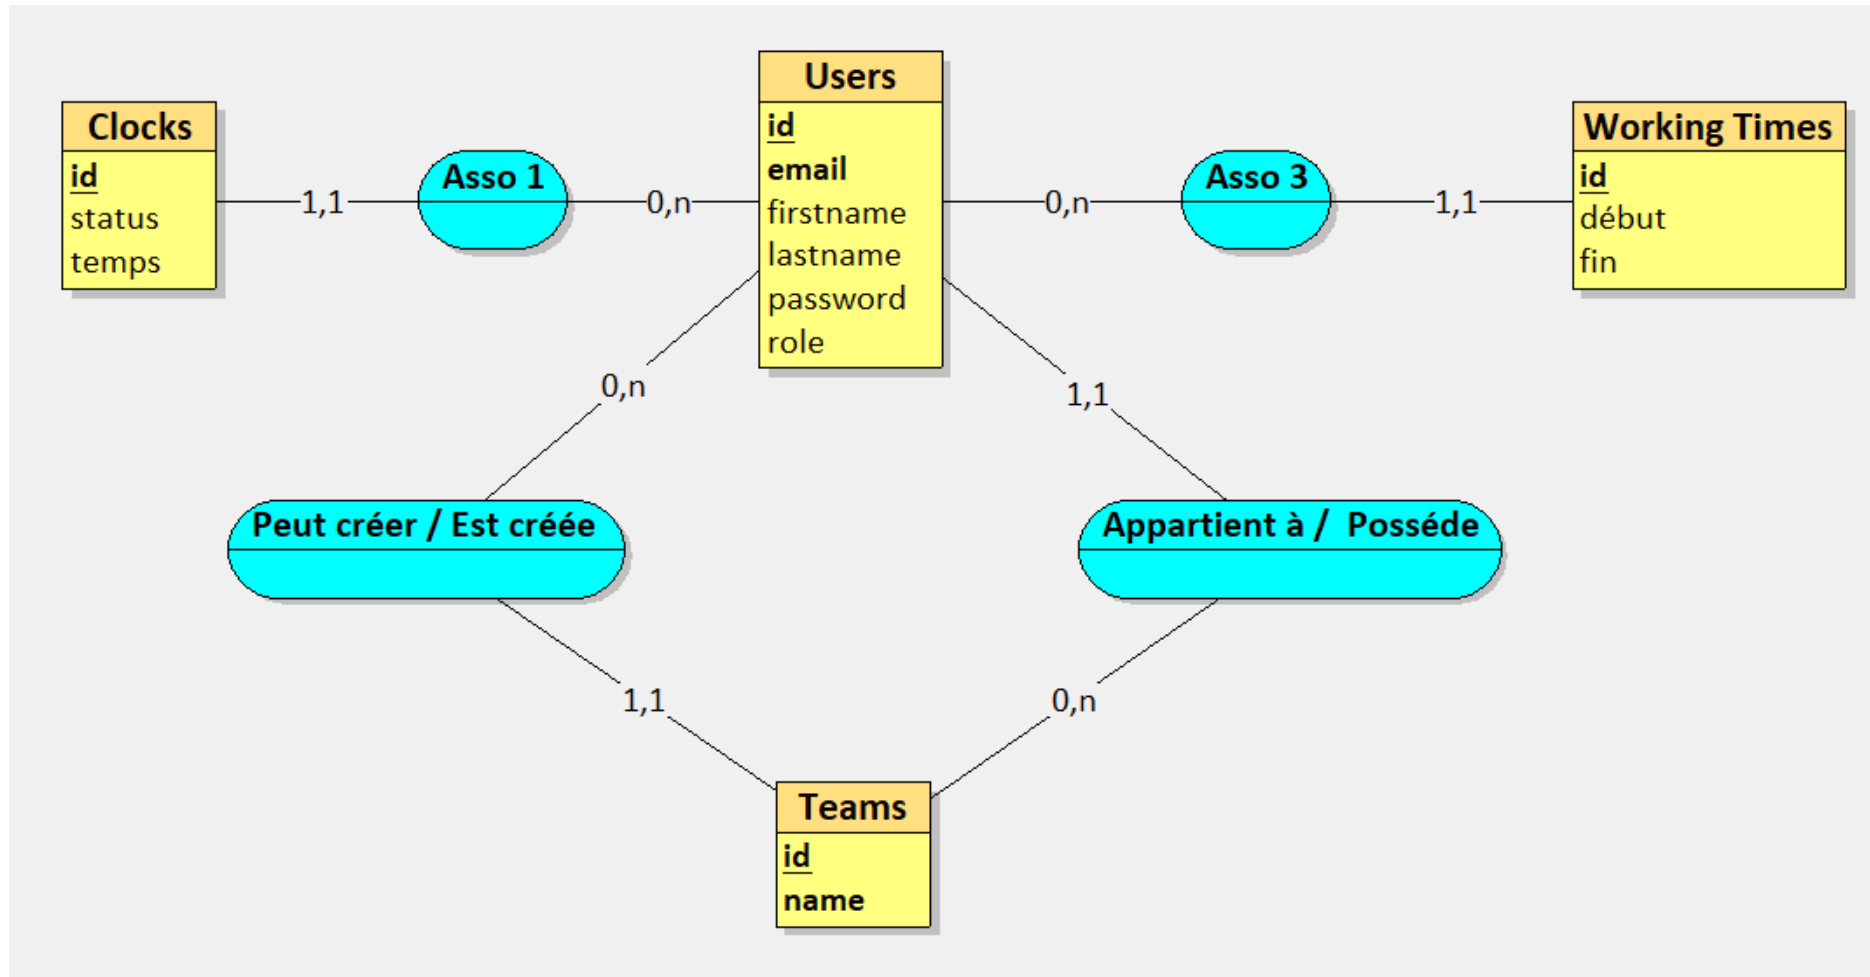 Users
id
email
firstname
lastname
password
role
Clocks
id
status
temps
1,1
Asso 1
0,n
0,n
Asso 3
1,1
Working Times
id
début
fin
0,n
1,1
Peut créer / Est créée
Appartient à / Posséde
1,1
0,n
Teams
id
name